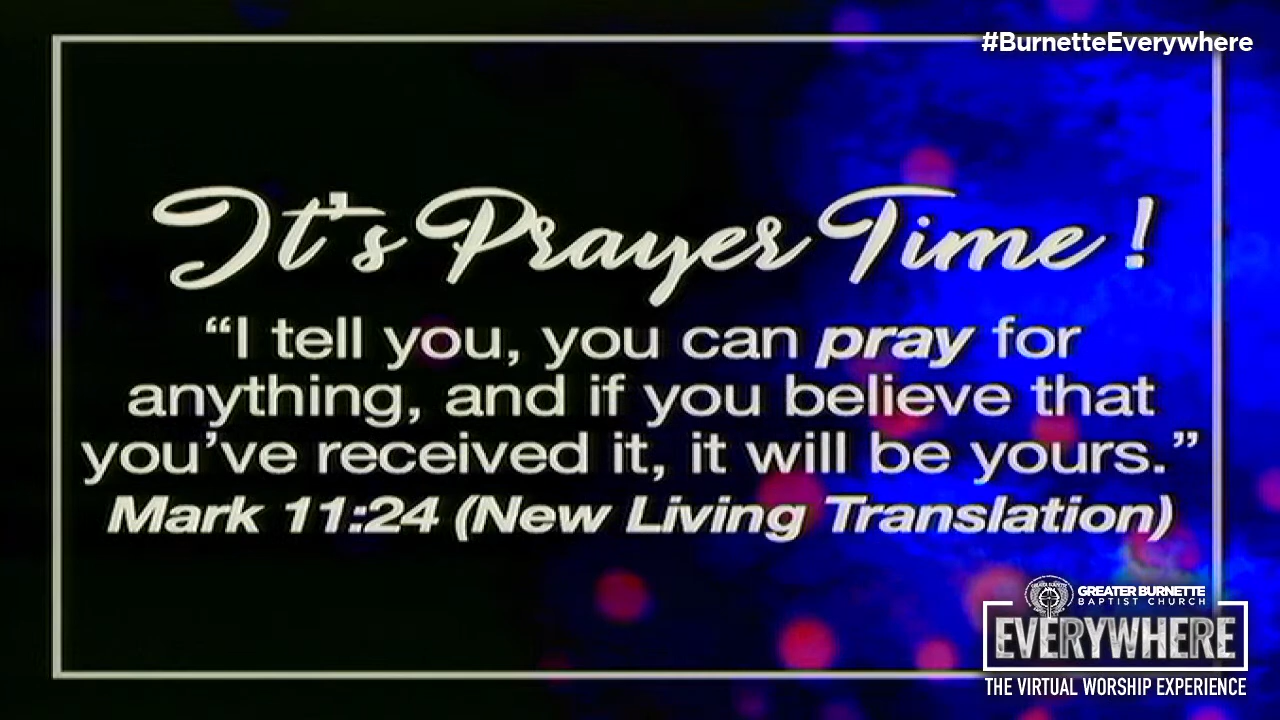 #BurnetteEverywhere
It's Prayer Time!
“I tell you, you can pray for
anything, and if you believe that
you’ve received it, it will be yours.”
Mark 11:24 (New Living Translation)
GREATER BURNETTE
BAPTIST CHURCH
EVERYWHERE
THE VIRTUAL WORSHIP EXPERIENCE